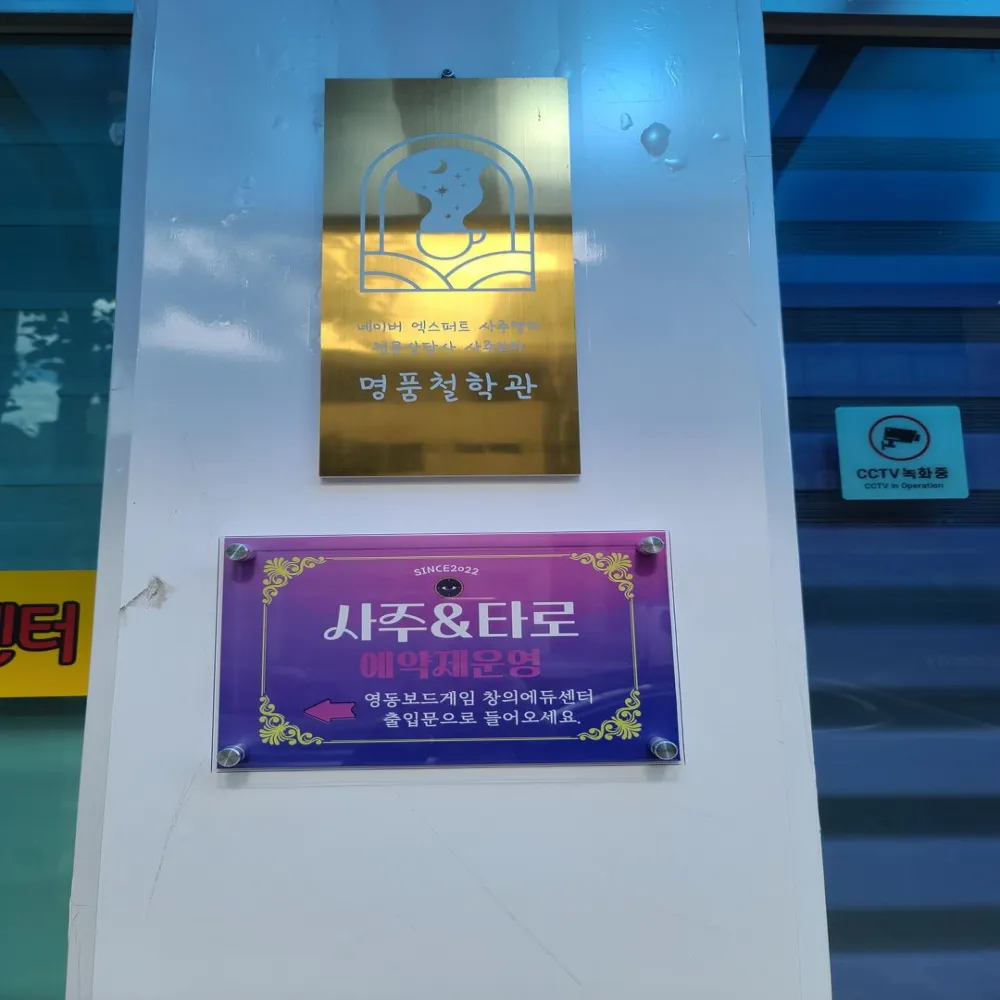 네이버 엑스퍼트 사주명리
전문상담사 사주보리
명품철학관
SINCE2022
사주&타로
예약제운영
영동보드게임 창의에듀센터
출입문으로 들어오세요.
CCTV 녹화중
CCTV in Operation
센터